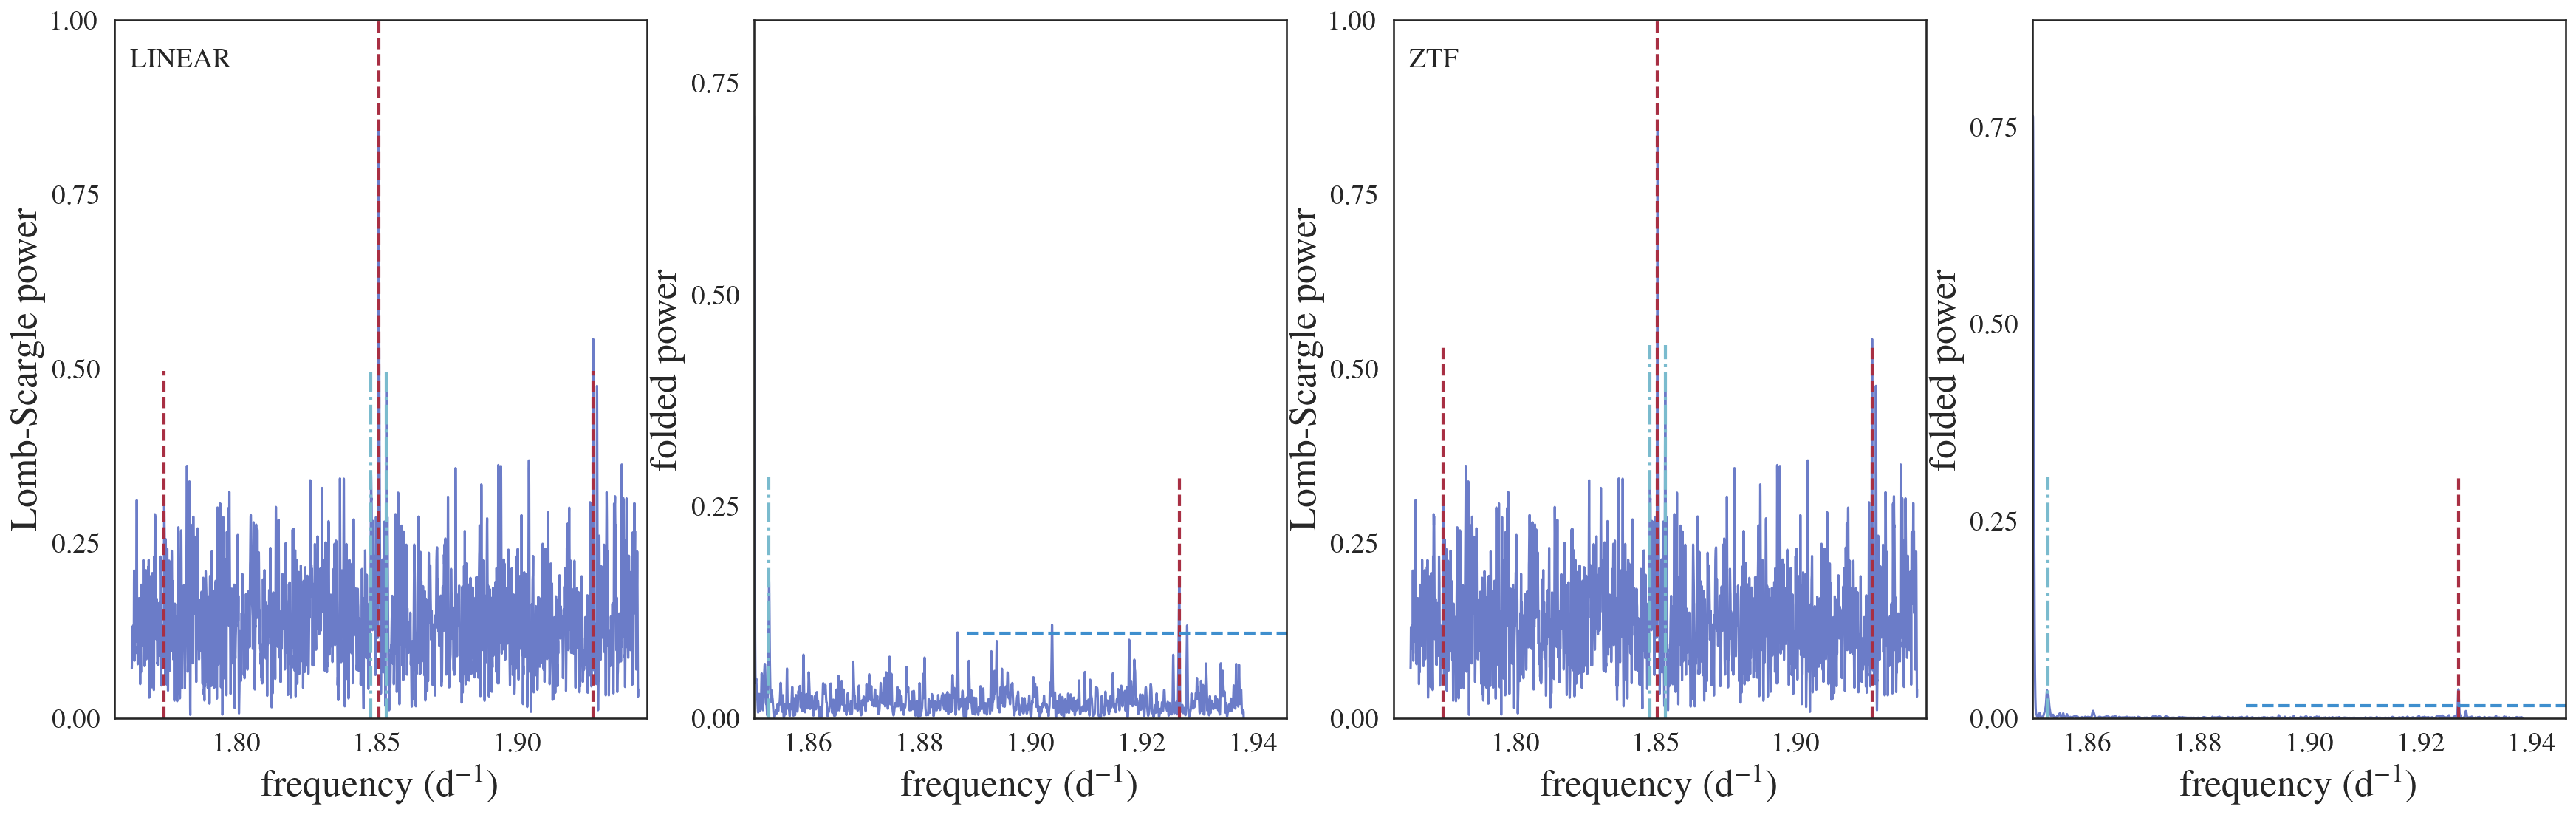 LINEAR
Lomb-Scargle power
1.00
0.75
0.50
0.25
0.00
1.80 1.85 1.90
frequency (d⁻¹)
folded power
0.75
0.50
0.25
0.00
1.86 1.88 1.90 1.92 1.94
frequency (d⁻¹)
ZTF
Lomb-Scargle power
1.00
0.75
0.50
0.25
0.00
1.80 1.85 1.90
frequency (d⁻¹)
folded power
0.75
0.50
0.25
0.00
1.86 1.88 1.90 1.92 1.94
frequency (d⁻¹)